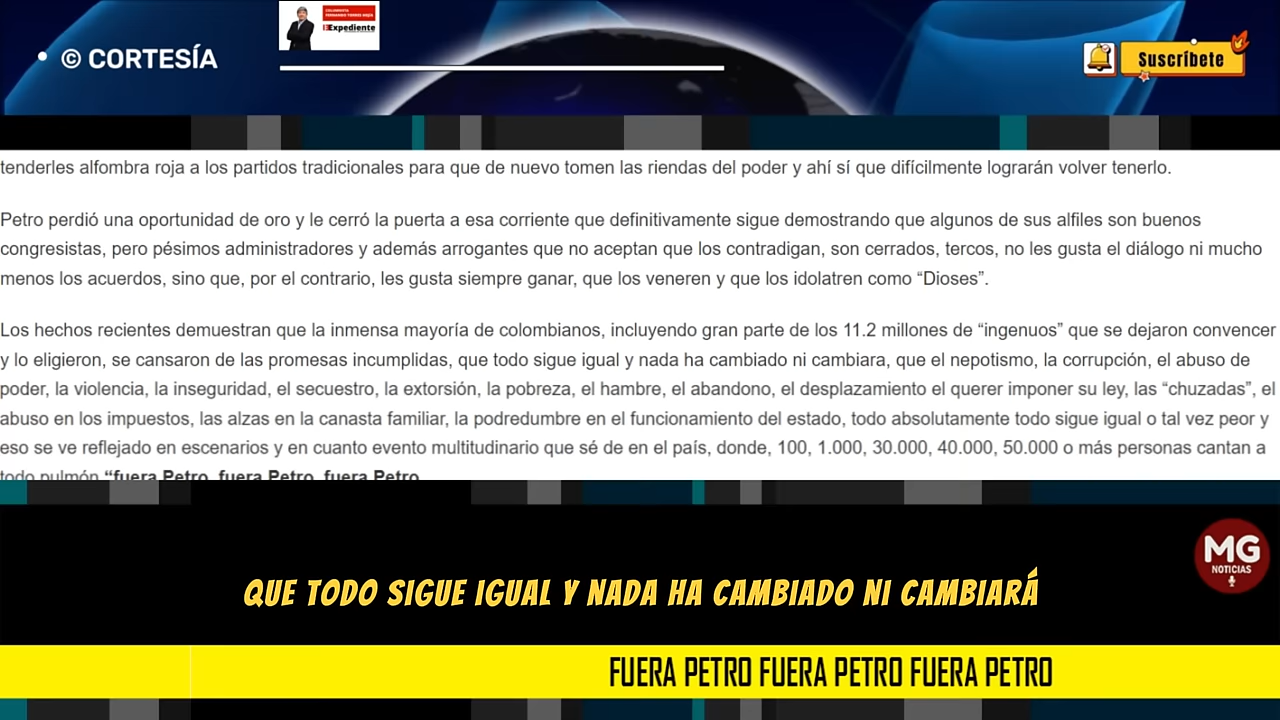 COLUMNISTA
FERNANDO TORRES MEJÍA
Expediente
• © CORTESÍA
Suscríbete
tenderles alfombra roja a los partidos tradicionales para que de nuevo tomen las riendas del poder y ahí sí que difícilmente lograrán volver tenerlo.
Petro perdió una oportunidad de oro y le cerró la puerta a esa corriente que definitivamente sigue demostrando que algunos de sus alfiles son buenos
congresistas, pero pésimos administradores y además arrogantes que no aceptan que los contradigan, son cerrados, tercos, no les gusta el diálogo ni mucho
menos los acuerdos, sino que, por el contrario, les gusta siempre ganar, que los veneren y que los idolatren como “Dioses”.
Los hechos recientes demuestran que la inmensa mayoría de colombianos, incluyendo gran parte de los 11.2 millones de “ingenuos” que se dejaron convencer
y lo eligieron, se cansaron de las promesas incumplidas, que todo sigue igual y nada ha cambiado ni cambiara, que el nepotismo, la corrupción, el abuso de
poder, la violencia, la inseguridad, el secuestro, la extorsión, la pobreza, el hambre, el abandono, el desplazamiento el querer imponer su ley, las “chuzadas”, el
abuso en los impuestos, las alzas en la canasta familiar, la podredumbre en el funcionamiento del estado, todo absolutamente todo sigue igual o tal vez peor y
eso se ve reflejado en escenarios y en cuanto evento multitudinario que sé de en el país, donde, 100, 1.000, 30.000, 40.000, 50.000 o más personas cantan a
todo pulmón “fuera Petro, fuera Petro, fuera Petro
MG
NOTICIAS
QUE TODO SIGUE IGUAL Y NADA HA CAMBIADO NI CAMBIARÁ
FUERA PETRO FUERA PETRO FUERA PETRO